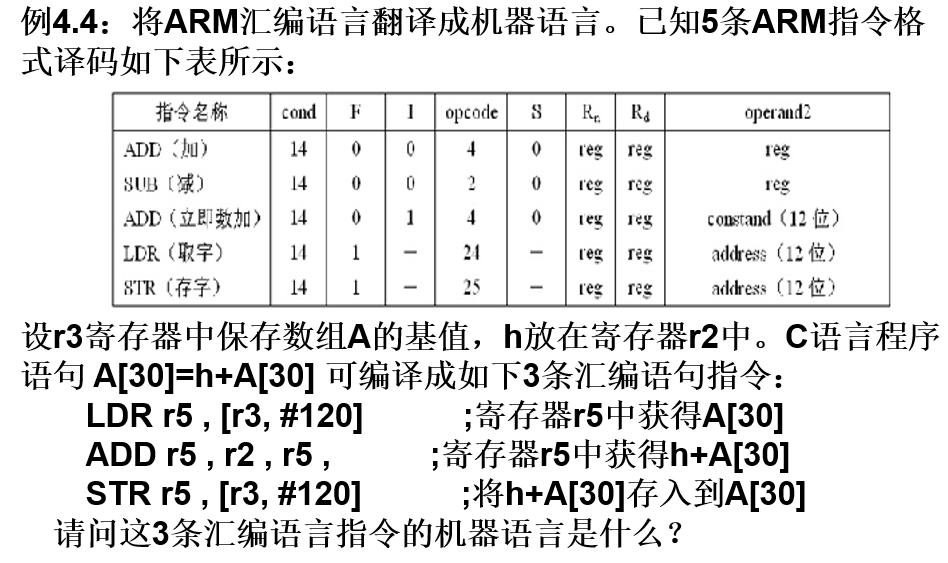 例4.4：将ARM汇编语言翻译成机器语言。已知5条ARM指令格
式译码如下表所示：
指令名称 cond F I opcode S Rn Rd operand2
ADD（加） 14 0 0 4 0 reg reg reg
SUB（减） 14 0 0 2 0 reg reg reg
ADD（立即数加） 14 0 1 4 0 reg reg constand（12位）
LDR（取字） 14 1 — 24 — reg reg address（12位）
STR（存字） 14 1 — 25 — reg reg address（12位）
设r3寄存器中保存数组A的基值，h放在寄存器r2中。C语言程序
语句 A[30]=h+A[30] 可编译成如下3条汇编语句指令：
LDR r5 , [r3, #120] ;寄存器r5中获得A[30]
ADD r5 , r2 , r5 , ;寄存器r5中获得h+A[30]
STR r5 , [r3, #120] ;将h+A[30]存入到A[30]
请问这3条汇编语言指令的机器语言是什么？